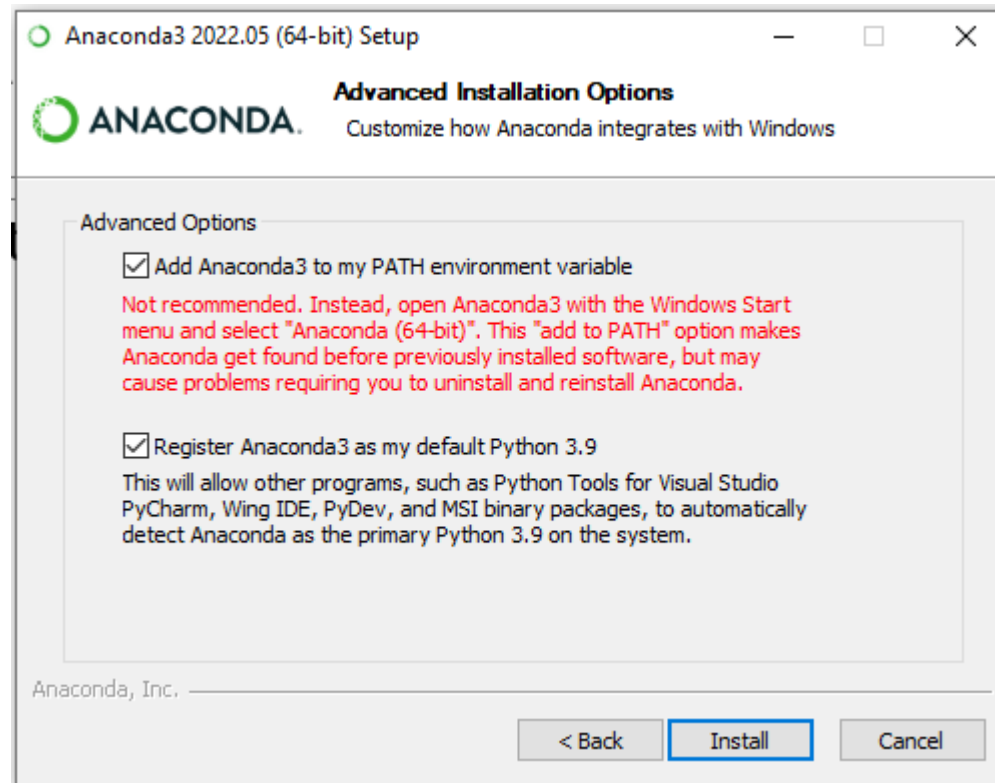 Anaconda3 2022.05 (64-bit) Setup
ANACONDA.
Advanced Installation Options
Customize how Anaconda integrates with Windows
Advanced Options
Add Anaconda3 to my PATH environment variable
Not recommended. Instead, open Anaconda3 with the Windows Start
menu and select "Anaconda (64-bit)". This "add to PATH" option makes
Anaconda get found before previously installed software, but may
cause problems requiring you to uninstall and reinstall Anaconda.
Register Anaconda3 as my default Python 3.9
This will allow other programs, such as Python Tools for Visual Studio
PyCharm, Wing IDE, PyDev, and MSI binary packages, to automatically
detect Anaconda as the primary Python 3.9 on the system.
Anaconda, Inc.
< Back
Install
Cancel